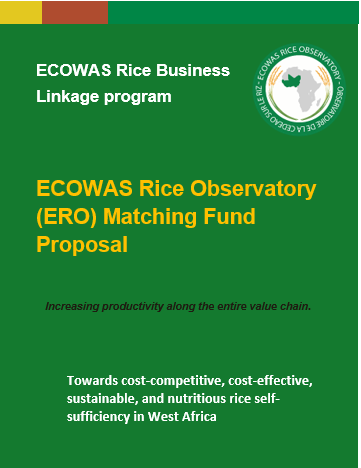 ECOWAS Rice Business
Linkage program
ECOWAS RICE OBSERVATORY - OBSERVATOIRE DE LA CEDEAO SUR LE RIZ -
ECOWAS Rice Observatory
(ERO) Matching Fund
Proposal
Increasing productivity along the entire value chain.
Towards cost-competitive, cost-effective,
sustainable, and nutritious rice self-
sufficiency in West Africa